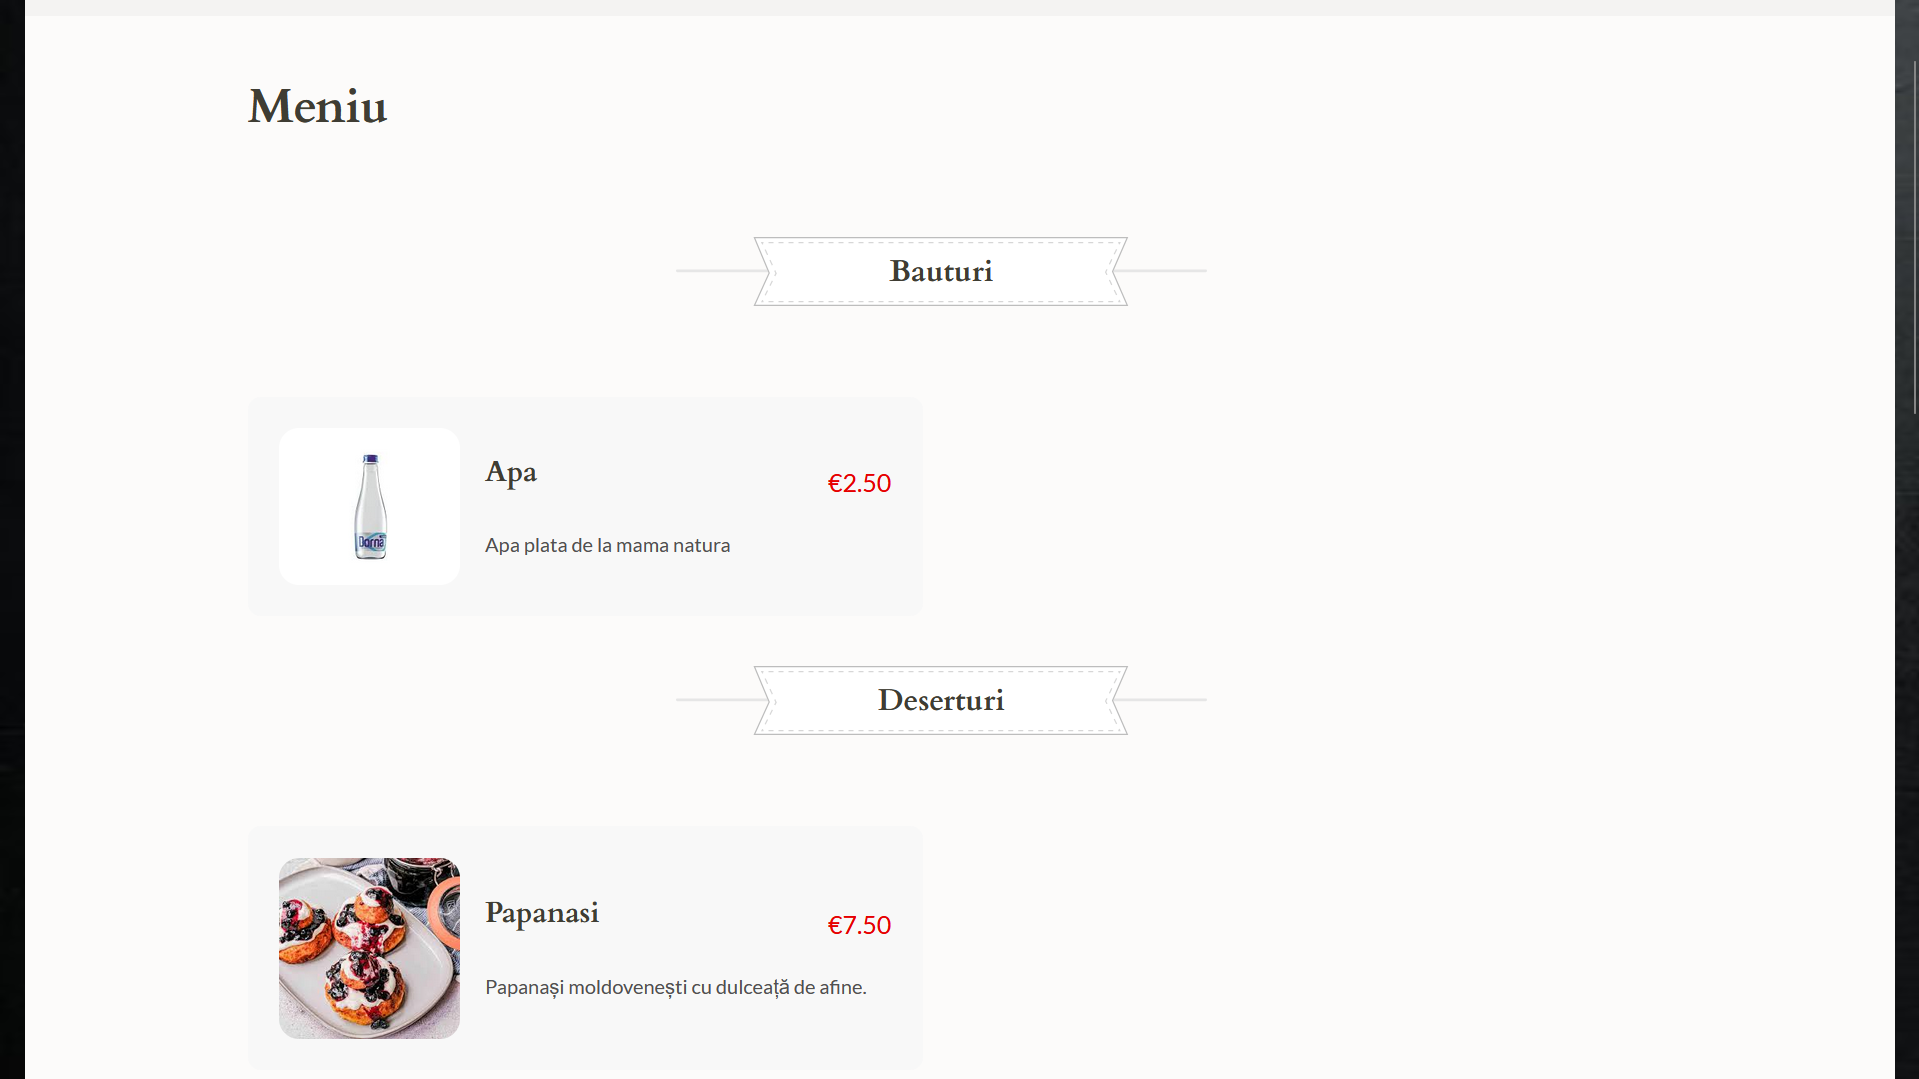 Meniu
Bauturi
Apa
€2.50
Dorna
Apa plata de la mama natura
Deserturi
Papanasi
€7.50
Papanași moldovenești cu dulceață de afine.